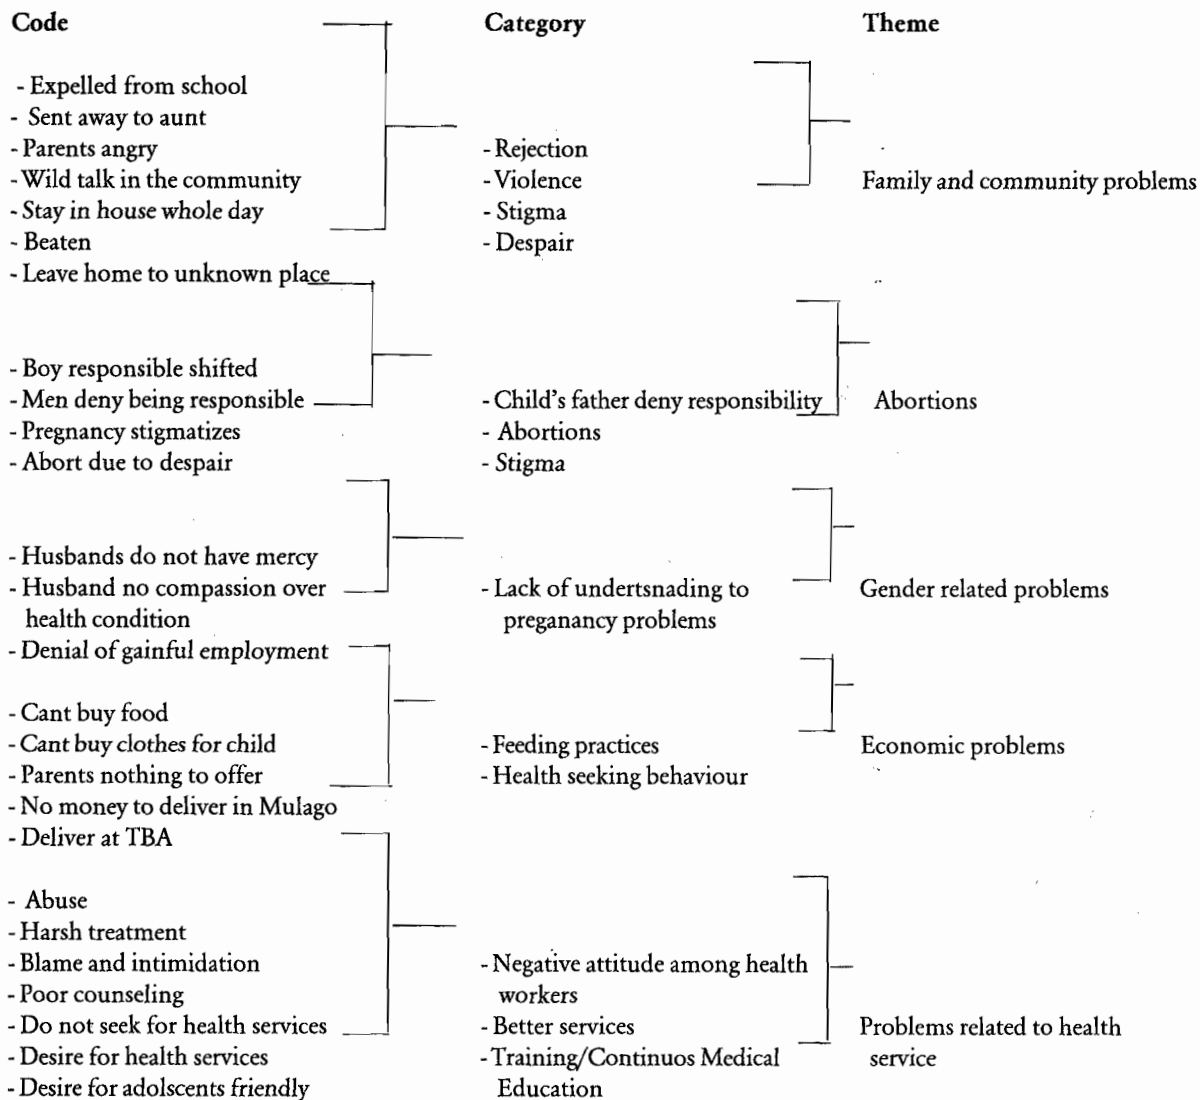 Code
Category
Theme
- Expelled from school
- Sent away to aunt
- Parents angry
- Wild talk in the community
- Stay in house whole day
- Beaten
- Leave home to unknown place
- Rejection
- Violence
- Stigma
- Despair
Family and community problems
- Boy responsible shifted
- Men deny being responsible
- Pregnancy stigmatizes
- Abort due to despair
- Child's father deny responsibility
- Abortions
- Stigma
Abortions
- Husbands do not have mercy
- Husband no compassion over
health condition
- Denial of gainful employment
- Lack of undertsnading to
preganancy problems
Gender related problems
- Cant buy food
- Cant buy clothes for child
- Parents nothing to offer
- No money to deliver in Mulago
- Deliver at TBA
- Feeding practices
- Health seeking behaviour
Economic problems
- Abuse
- Harsh treatment
- Blame and intimidation
- Poor counseling
- Do not seek for health services
- Desire for health services
- Desire for adolscents friendly
- Negative attitude among health
workers
- Better services
- Training/Continuos Medical
Education
Problems related to health
service